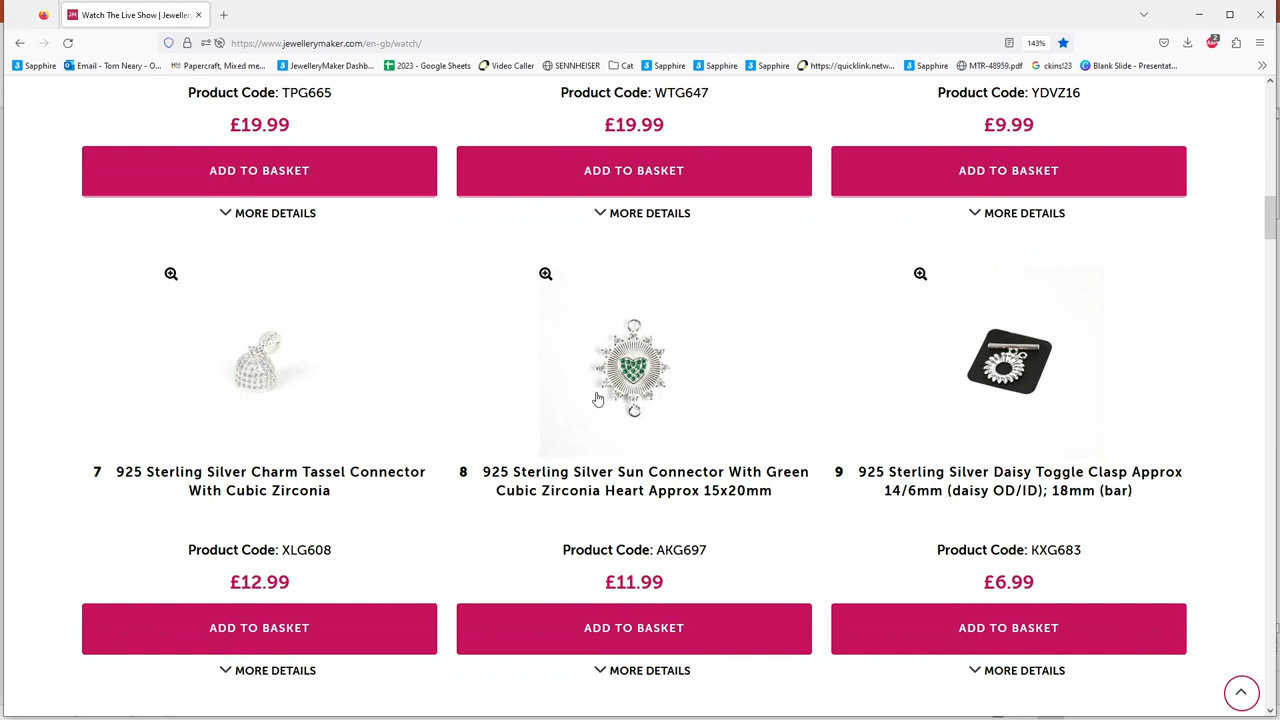 Watch The Live Show | Jewellery
https://www.jewellerymaker.com/en-gb/watch/
143%
2
Sapphire
Email - Tom Neary - O...
Papercraft, Mixed me...
JewelleryMaker Dashb...
2023 - Google Sheets
Video Caller
SENNHEISER
Cat
Sapphire
Sapphire
Sapphire
https://quicklink.netw...
Sapphire
MTR-48959.pdf
ckins!23
Blank Slide - Presentat...
Product Code: TPG665
£19.99
ADD TO BASKET
MORE DETAILS
Product Code: WTG647
£19.99
ADD TO BASKET
MORE DETAILS
Product Code: YDVZ16
£9.99
ADD TO BASKET
MORE DETAILS
7 925 Sterling Silver Charm Tassel Connector
With Cubic Zirconia
Product Code: XLG608
£12.99
ADD TO BASKET
MORE DETAILS
8 925 Sterling Silver Sun Connector With Green
Cubic Zirconia Heart Approx 15x20mm
Product Code: AKG697
£11.99
ADD TO BASKET
MORE DETAILS
9 925 Sterling Silver Daisy Toggle Clasp Approx
14/6mm (daisy OD/ID); 18mm (bar)
Product Code: KXG683
£6.99
ADD TO BASKET
MORE DETAILS